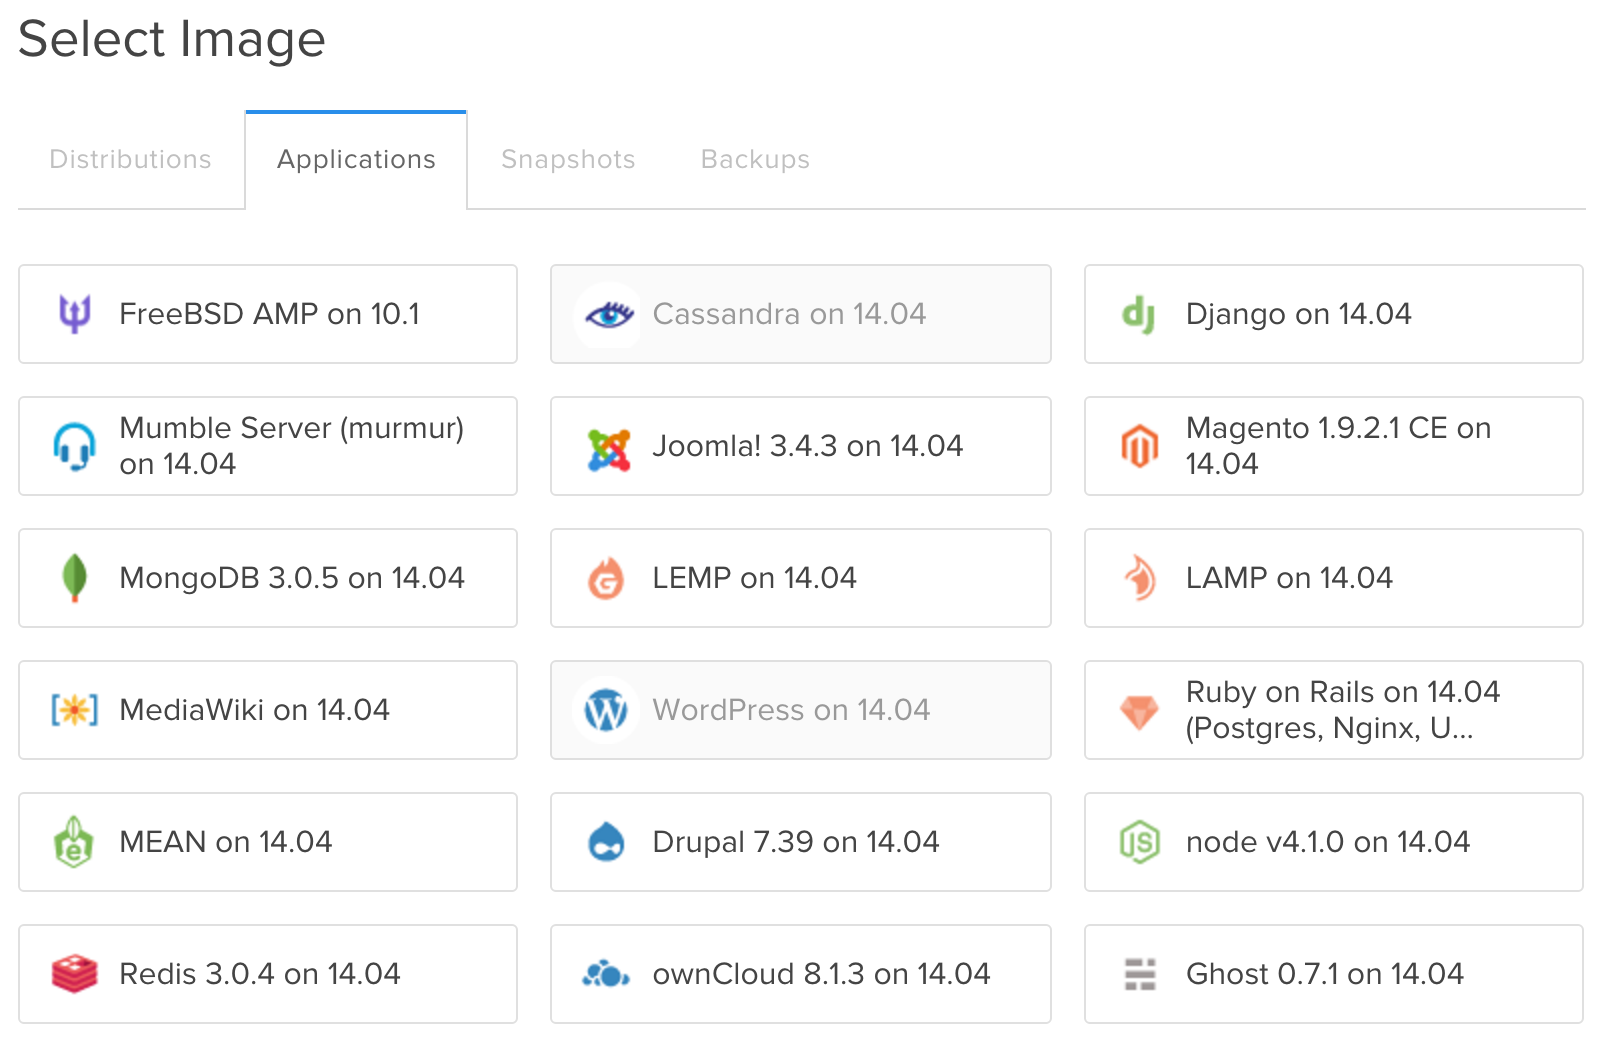 Select Image
Distributions
Applications
Snapshots
Backups
FreeBSD AMP on 10.1
Cassandra on 14.04
Django on 14.04
Mumble Server (murmur)
on 14.04
Joomla! 3.4.3 on 14.04
Magento 1.9.2.1 CE on
14.04
MongoDB 3.0.5 on 14.04
LEMP on 14.04
LAMP on 14.04
MediaWiki on 14.04
WordPress on 14.04
Ruby on Rails on 14.04
(Postgres, Nginx, U...
MEAN on 14.04
Drupal 7.39 on 14.04
node v4.1.0 on 14.04
Redis 3.0.4 on 14.04
ownCloud 8.1.3 on 14.04
Ghost 0.7.1 on 14.04